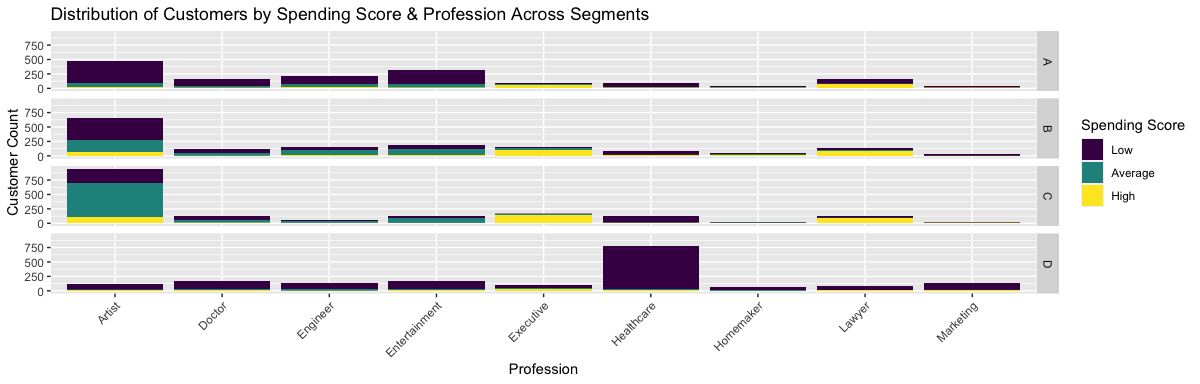 Distribution of Customers by Spending Score & Profession Across Segments
Customer Count
750
500
250
0
A
750
500
250
0
B
750
500
250
0
C
750
500
250
0
D
Artist
Doctor
Engineer
Entertainment
Executive
Healthcare
Homemaker
Lawyer
Marketing
Profession
Spending Score
Low
Average
High